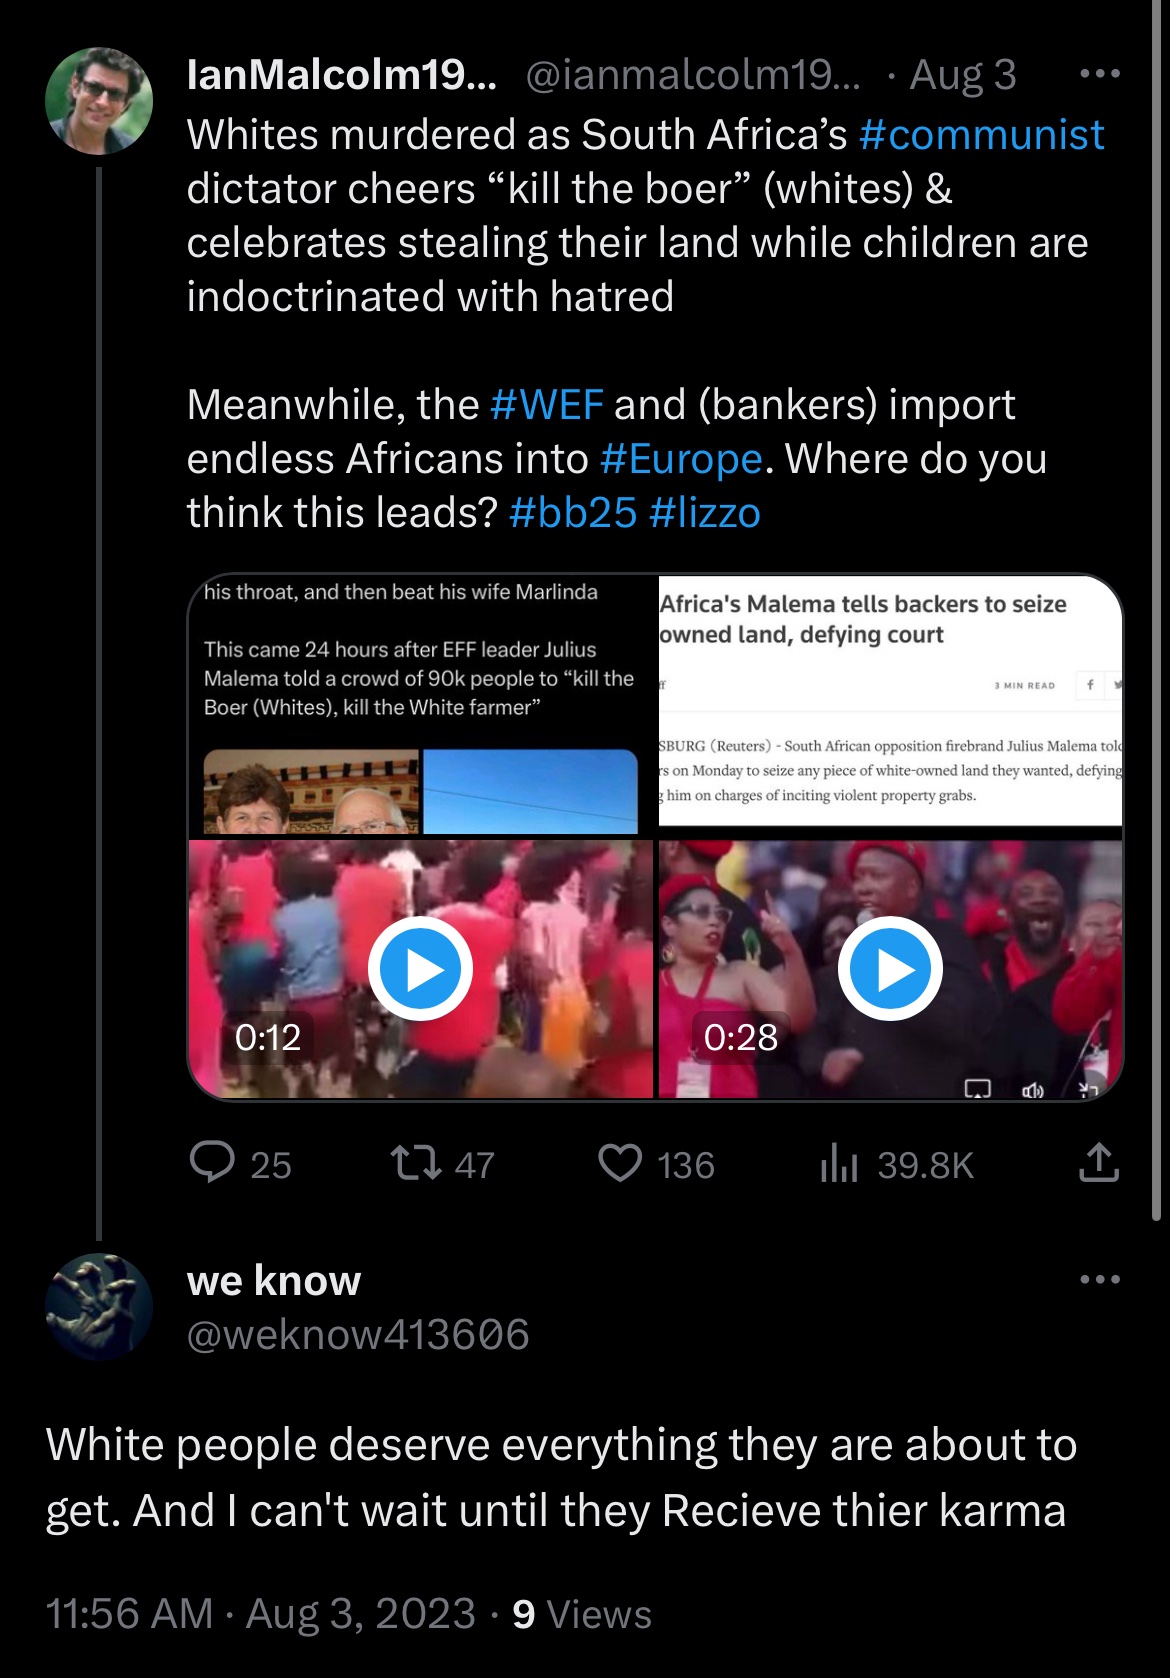 IanMalcolm19... @ianmalcolm19... · Aug 3
Whites murdered as South Africa’s #communist
dictator cheers “kill the boer” (whites) &
celebrates stealing their land while children are
indoctrinated with hatred
Meanwhile, the #WEF and (bankers) import
endless Africans into #Europe. Where do you
think this leads? #bb25 #lizzo
his throat, and then beat his wife Marlinda
This came 24 hours after EFF leader Julius
Malema told a crowd of 90k people to “kill the
Boer (Whites), kill the White farmer”
Africa's Malema tells backers to seize
owned land, defying court
ff
3 MIN READ
SBURG (Reuters) - South African opposition firebrand Julius Malema told
rs on Monday to seize any piece of white-owned land they wanted, defying
g him on charges of inciting violent property grabs.
0:12
0:28
25 47 136 39.8K
we know
@weknow413606
White people deserve everything they are about to
get. And I can't wait until they Recieve thier karma
11:56 AM · Aug 3, 2023 · 9 Views